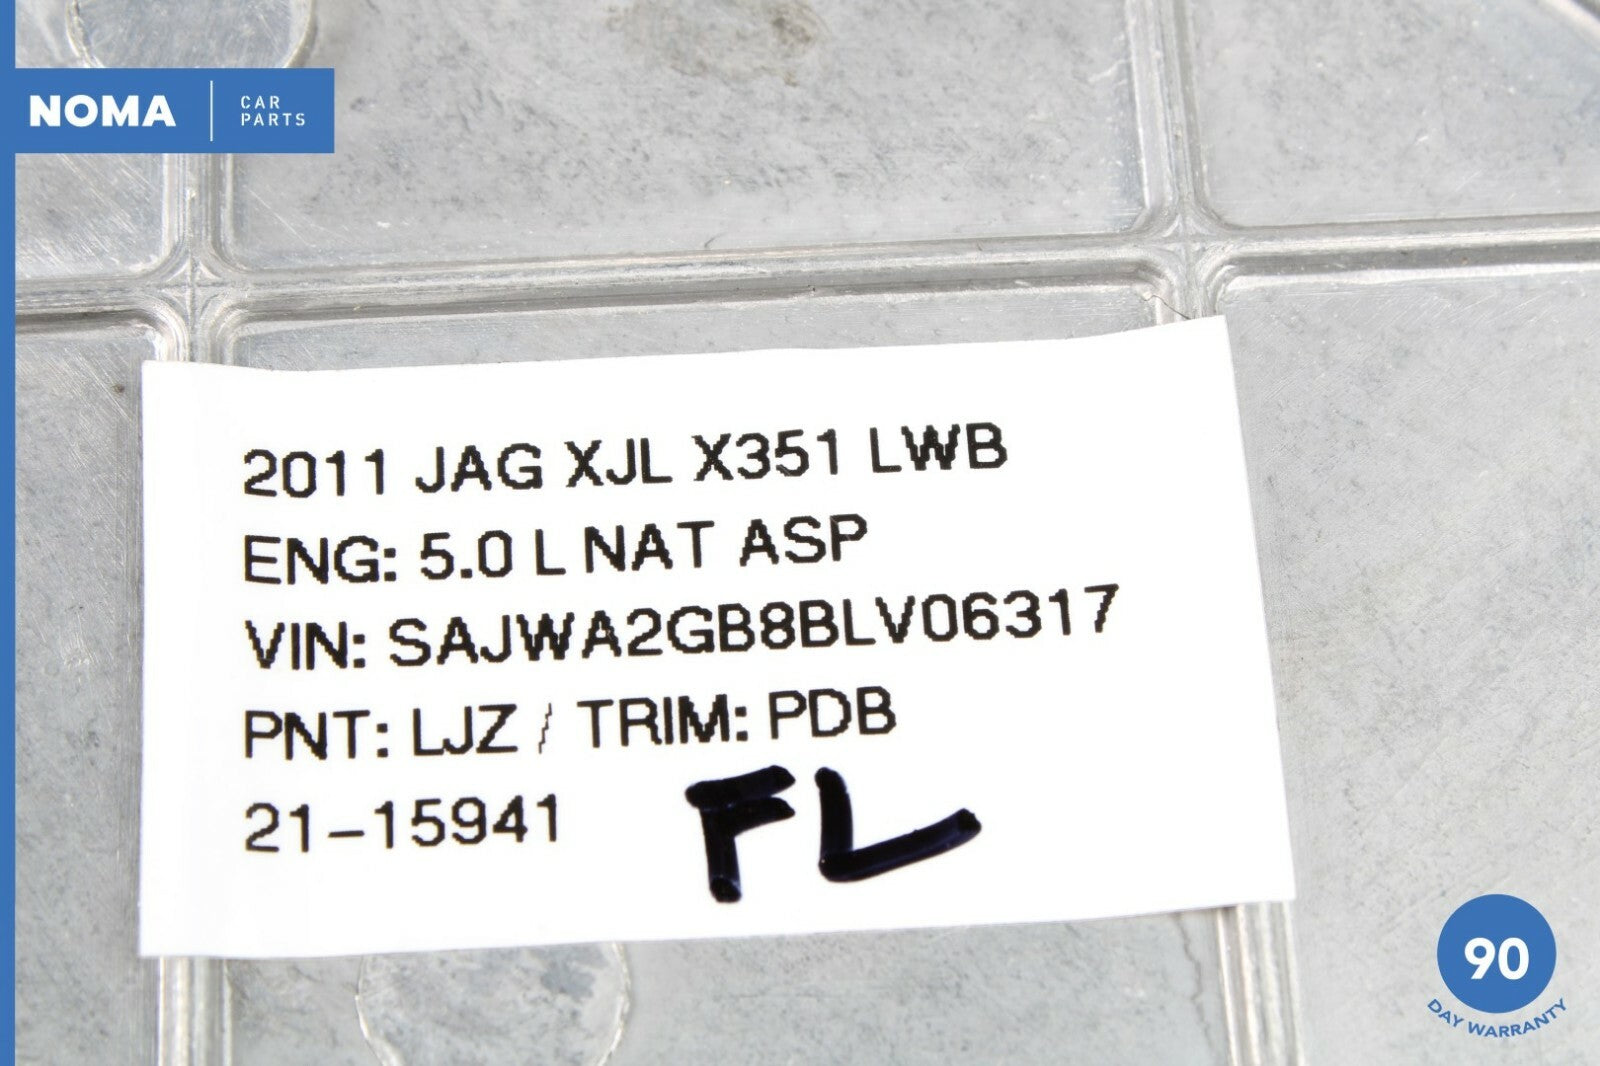 NOMA
CAR
PARTS
2011 JAG XJL X351 LWB
ENG: 5.0 L NAT ASP
VIN: SAJWA2GB8BLV06317
PNT: LJZ / TRIM: PDB
21-15941
FL
90
DAY WARRANTY